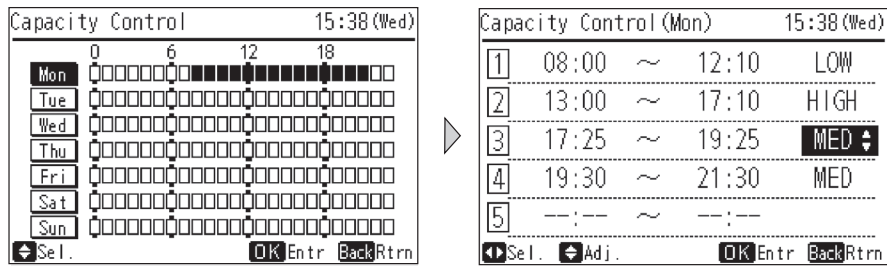 Capacity Control 15:38(Wed)
0 6 12 18
Mon
Tue
Wed
Thu
Fri
Sat
Sun
Sel. OK Entr Back Rtrn
Capacity Control(Mon) 15:38(Wed)
1 08:00 ~ 12:10 LOW
2 13:00 ~ 17:10 HIGH
3 17:25 ~ 19:25 MED
4 19:30 ~ 21:30 MED
5 --:-- ~ --:--
Sel. Adj. OK Entr Back Rtrn